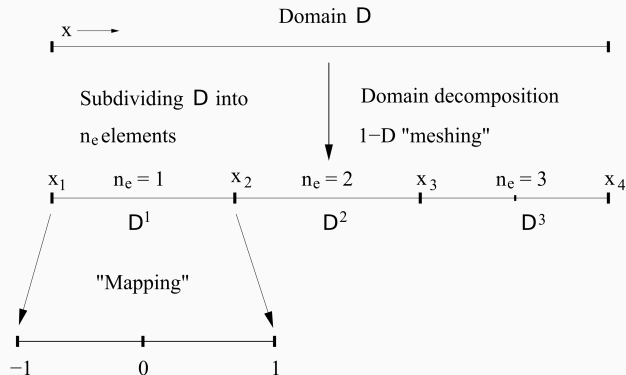 Domain D
x
Subdividing D into
nₑ elements
Domain decomposition
1−D "meshing"
x₁ nₑ = 1 x₂ nₑ = 2 x₃ nₑ = 3 x₄
D¹ D² D³
"Mapping"
−1 0 1